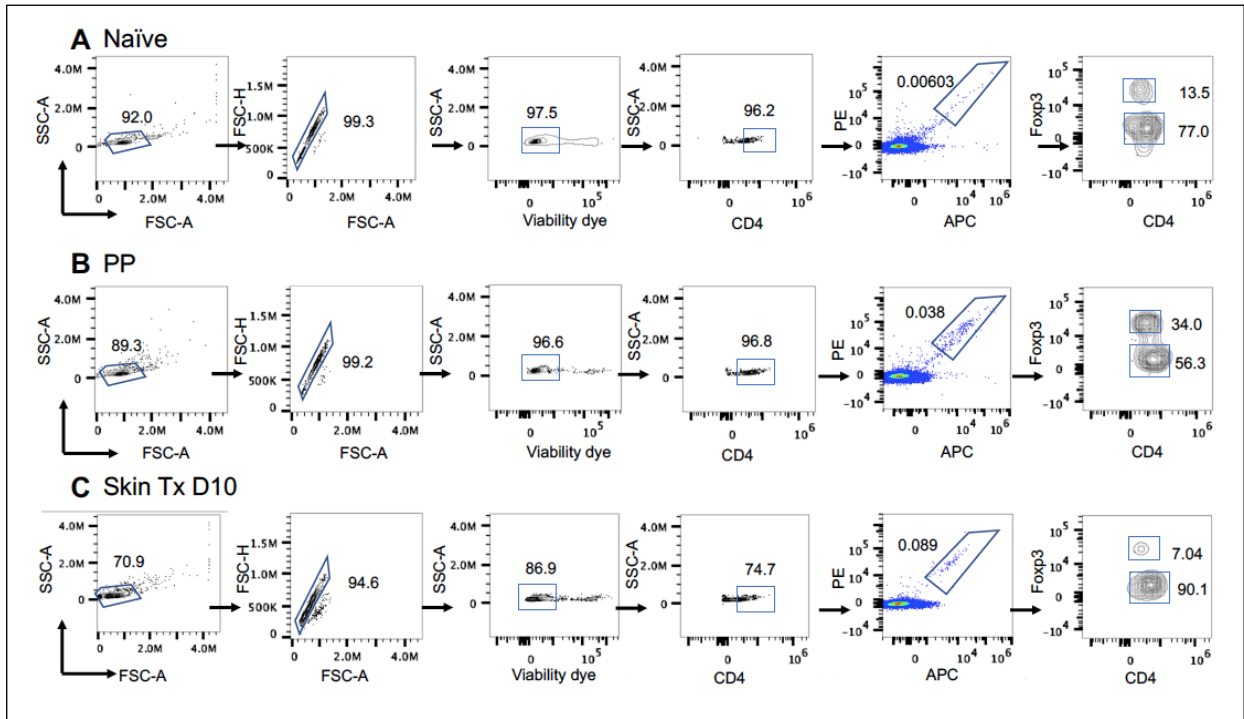 A Naïve
SSC-A
4.0M
2.0M
0
92.0
0 2.0M 4.0M
FSC-A
FSC-H
1.5M
1.0M
500K
0
99.3
0 2.0M
FSC-A
SSC-A
4.0M
2.0M
0
97.5
0 10^5
Viability dye
SSC-A
4.0M
2.0M
0
96.2
0 10^6
CD4
PE
10^5
10^4
0
-10^4
0.00603
0 10^4 10^6
APC
Foxp3
10^5
10^4
0
-10^4
13.5
77.0
0 10^6
CD4
B PP
SSC-A
4.0M
2.0M
0
89.3
0 2.0M 4.0M
FSC-A
FSC-H
1.5M
1.0M
500K
0
99.2
0 2.0M
FSC-A
SSC-A
4.0M
2.0M
0
96.6
0 10^5
Viability dye
SSC-A
4.0M
2.0M
0
96.8
0 10^6
CD4
PE
10^5
10^4
0
-10^4
0.038
0 10^4 10^6
APC
Foxp3
10^5
10^4
0
-10^4
34.0
56.3
0 10^6
CD4
C Skin Tx D10
SSC-A
4.0M
2.0M
0
70.9
0 2.0M 4.0M
FSC-A
FSC-H
1.5M
1.0M
500K
0
94.6
0 2.0M
FSC-A
SSC-A
4.0M
2.0M
0
86.9
0 10^5
Viability dye
SSC-A
4.0M
2.0M
0
74.7
0 10^6
CD4
PE
10^5
10^4
0
-10^4
0.089
0 10^4 10^6
APC
Foxp3
10^5
10^4
0
-10^4
7.04
90.1
0 10^6
CD4